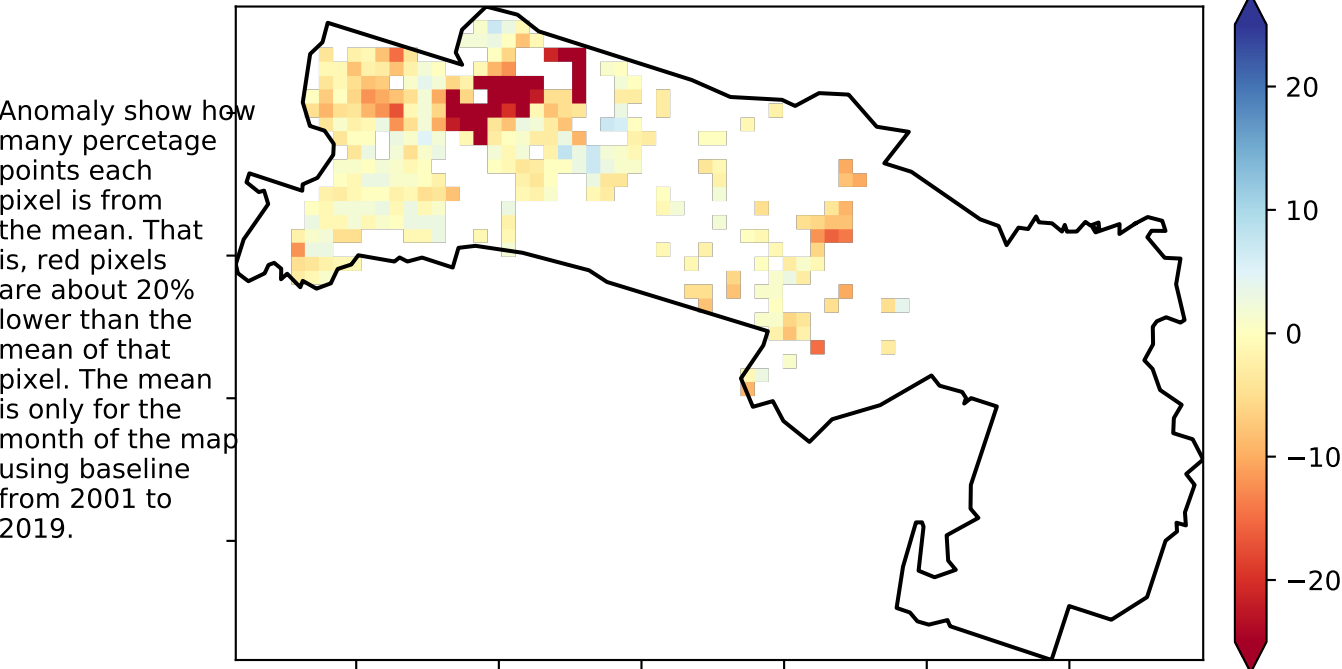 Anomaly show how
many percetage
points each
pixel is from
the mean. That
is, red pixels
are about 20%
lower than the
mean of that
pixel. The mean
is only for the
month of the map
using baseline
from 2001 to
2019.
20
10
0
−10
−20